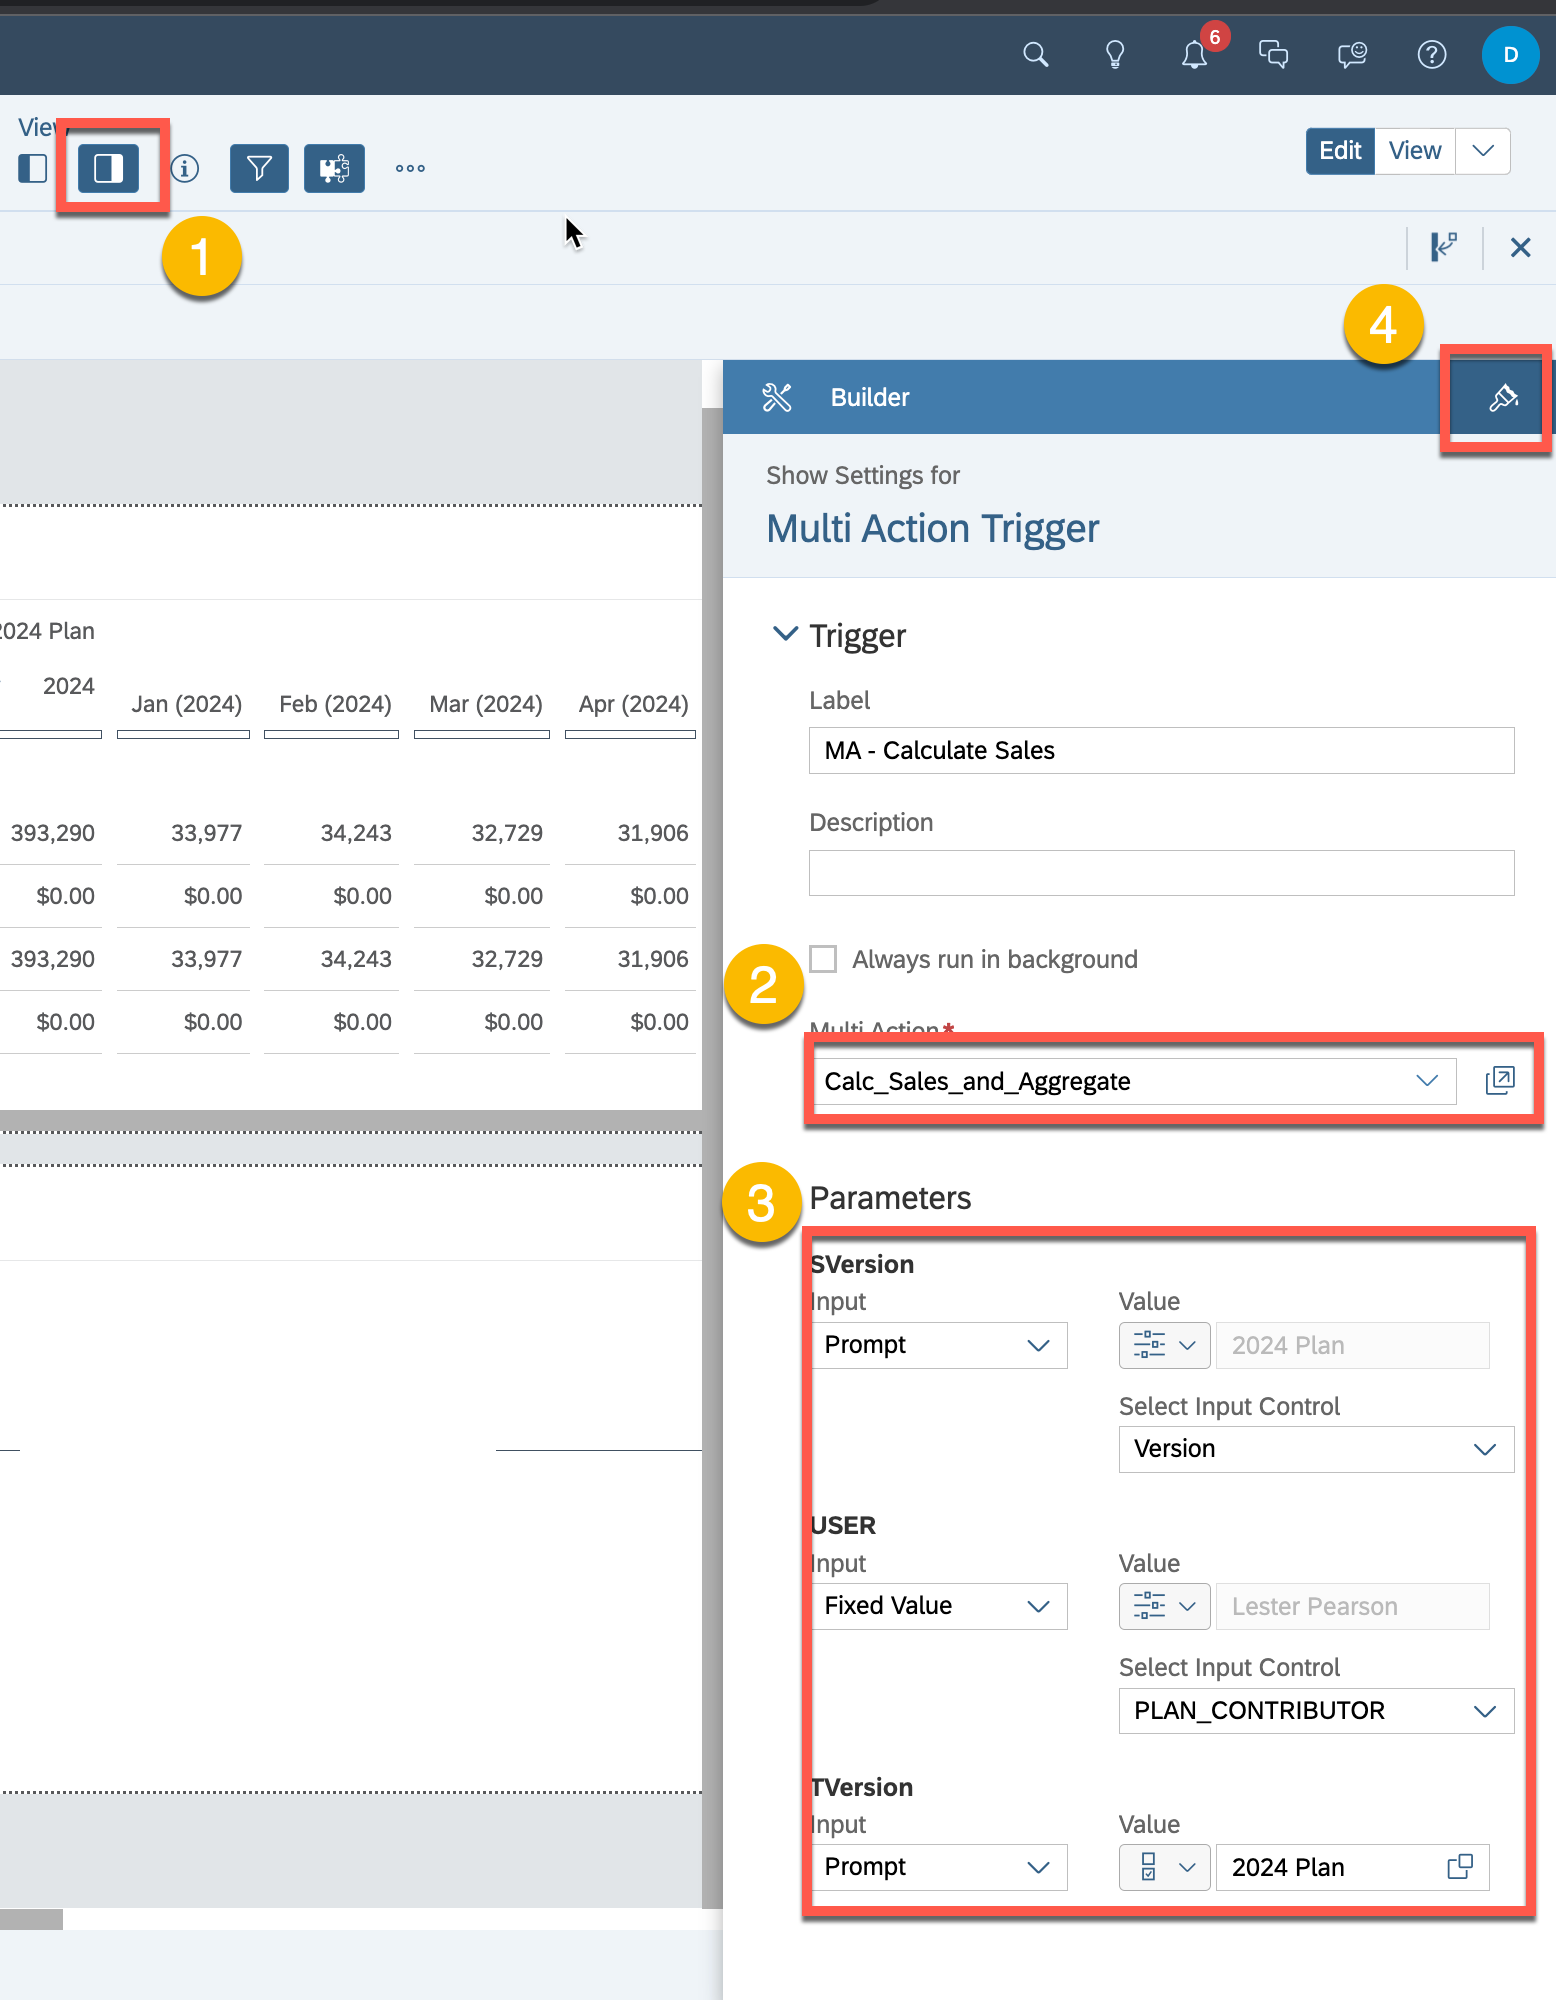 6
D
View
Edit View
1
4
Builder
Show Settings for
Multi Action Trigger
2024 Plan
2024 Jan (2024) Feb (2024) Mar (2024) Apr (2024)
393,290 33,977 34,243 32,729 31,906
$0.00 $0.00 $0.00 $0.00 $0.00
393,290 33,977 34,243 32,729 31,906
$0.00 $0.00 $0.00 $0.00 $0.00
Trigger
Label
MA - Calculate Sales
Description
Always run in background
2
Multi Action*
Calc_Sales_and_Aggregate
3
Parameters
SVersion
Input Value
Prompt 2024 Plan
Select Input Control
Version
USER
Input Value
Fixed Value Lester Pearson
Select Input Control
PLAN_CONTRIBUTOR
TVersion
Input Value
Prompt 2024 Plan